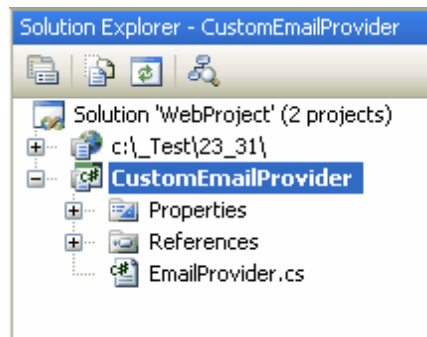 Solution Explorer - CustomEmailProvider
Solution 'WebProject' (2 projects)
c:\_Test\23_31\
CustomEmailProvider
Properties
References
EmailProvider.cs